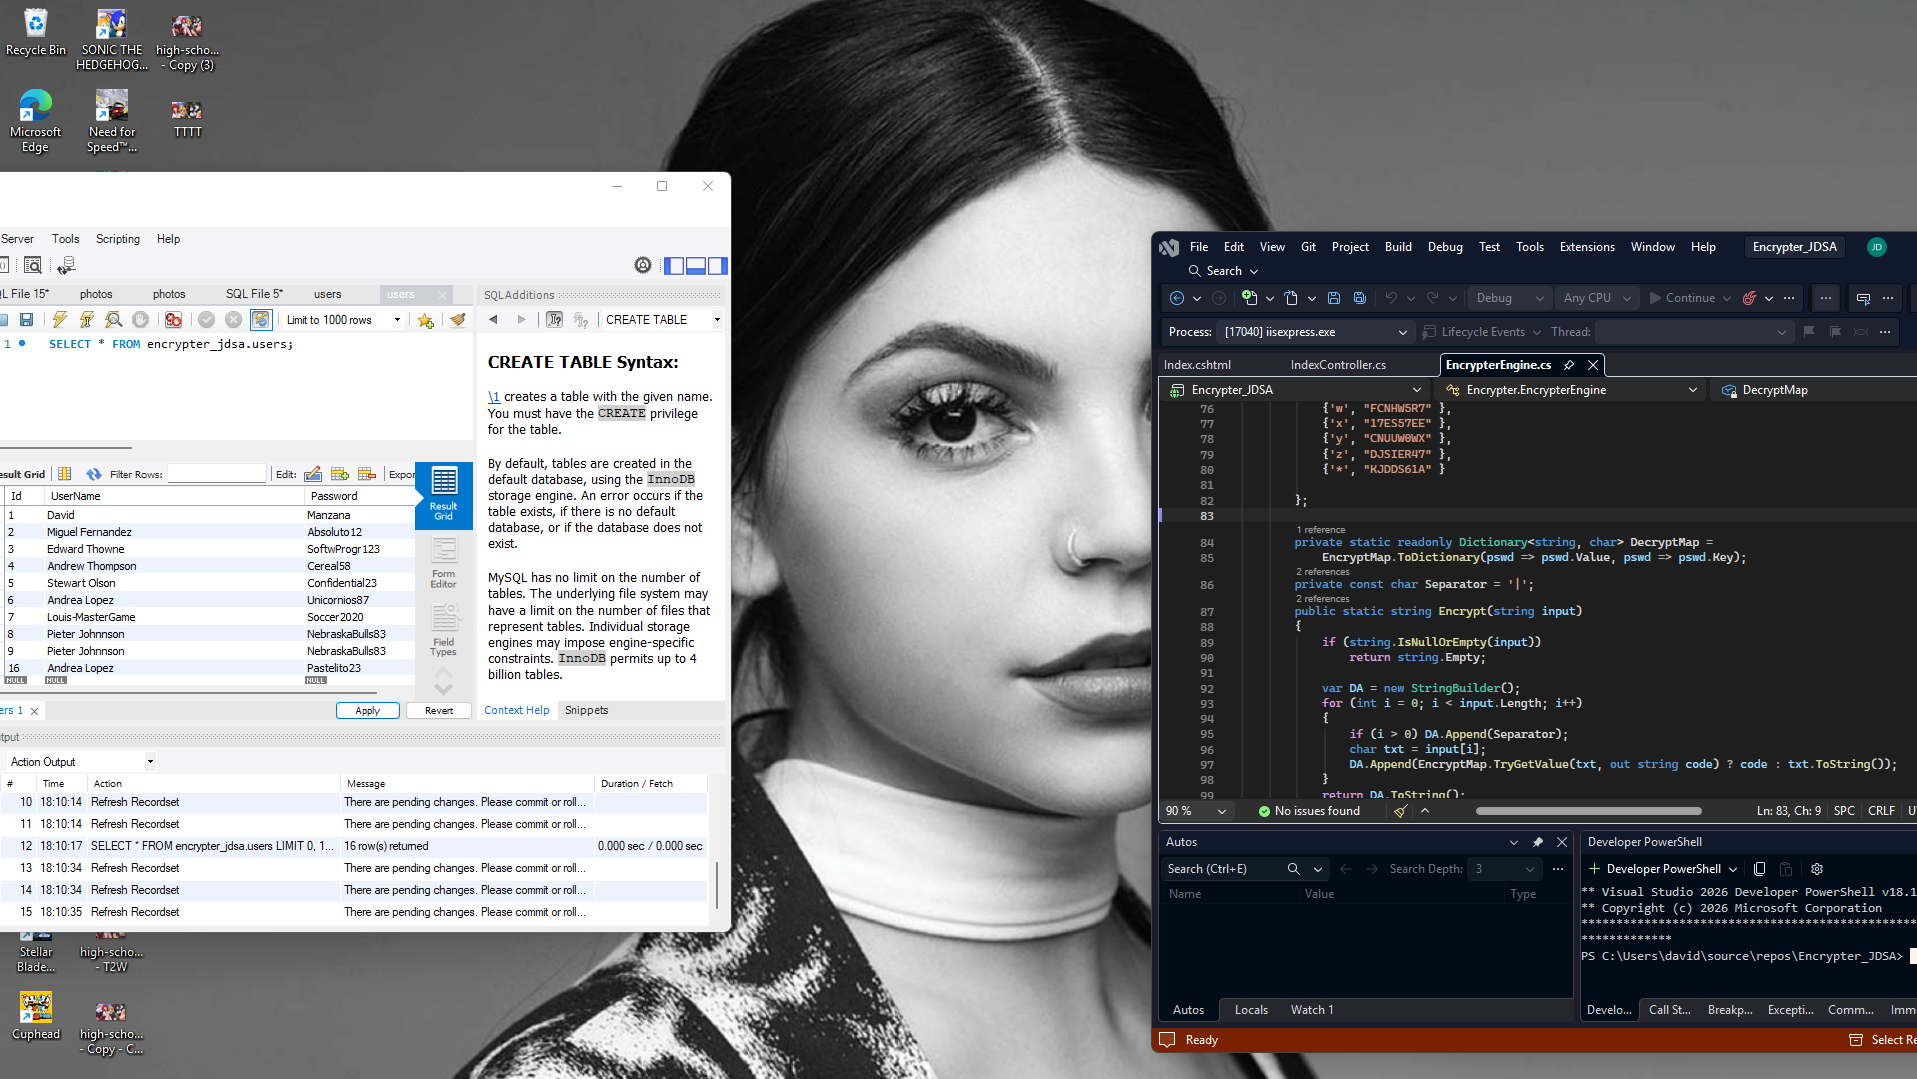 Recycle Bin
SONIC THE
HEDGEHOG...
high-scho...
- Copy (3)
Microsoft
Edge
Need for
Speed™...
TTTT
Server Tools Scripting Help
QL File 15* photos photos SQL File 5* users users
Limit to 1000 rows
1 SELECT * FROM encrypter_jdsa.users;
SQLAdditions
CREATE TABLE
CREATE TABLE Syntax:
\1 creates a table with the given name.
You must have the CREATE privilege
for the table.
By default, tables are created in the
default database, using the InnoDB
storage engine. An error occurs if the
table exists, if there is no default
database, or if the database does not
exist.
MySQL has no limit on the number of
tables. The underlying file system may
have a limit on the number of files that
represent tables. Individual storage
engines may impose engine-specific
constraints. InnoDB permits up to 4
billion tables.
Context Help Snippets
esult Grid Filter Rows: Edit: Expor
Id UserName Password
1 David Manzana
2 Miguel Fernandez Absoluto12
3 Edward Thowne SoftwProgr123
4 Andrew Thompson Cereal58
5 Stewart Olson Confidential23
6 Andrea Lopez Unicornios87
7 Louis-MasterGame Soccer2020
8 Pieter Johnnson NebraskaBulls83
9 Pieter Johnnson NebraskaBulls83
16 Andrea Lopez Pastelito23
NULL NULL NULL
Result
Grid
Form
Editor
Field
Types
ers 1 Apply Revert
tput
Action Output
# Time Action Message Duration / Fetch
10 18:10:14 Refresh Recordset There are pending changes. Please commit or roll...
11 18:10:14 Refresh Recordset There are pending changes. Please commit or roll...
12 18:10:17 SELECT * FROM encrypter_jdsa.users LIMIT 0, 1... 16 row(s) returned 0.000 sec / 0.000 sec
13 18:10:34 Refresh Recordset There are pending changes. Please commit or roll...
14 18:10:34 Refresh Recordset There are pending changes. Please commit or roll...
15 18:10:35 Refresh Recordset There are pending changes. Please commit or roll...
Stellar
Blade...
high-scho...
- T2W
Cuphead
high-scho...
- Copy - C...
File Edit View Git Project Build Debug Test Tools Extensions Window Help Encrypter_JDSA JD
Search
Debug Any CPU Continue
Process: [17040] iisexpress.exe Lifecycle Events Thread:
Index.cshtml IndexController.cs EncrypterEngine.cs
Encrypter_JDSA Encrypter.EncrypterEngine DecryptMap
76 {'w', "FCNHW5R7" },
77 {'x', "17ES57EE" },
78 {'y', "CNUUW0WX" },
79 {'z', "DJSIER47" },
80 {'*', "KJDDS61A" }
81
82 };
83
1 reference
84 private static readonly Dictionary<string, char> DecryptMap =
85 EncryptMap.ToDictionary(pswd => pswd.Value, pswd => pswd.Key);
2 references
86 private const char Separator = '|';
2 references
87 public static string Encrypt(string input)
88 {
89 if (string.IsNullOrEmpty(input))
90 return string.Empty;
91
92 var DA = new StringBuilder();
93 for (int i = 0; i < input.Length; i++)
94 {
95 if (i > 0) DA.Append(Separator);
96 char txt = input[i];
97 DA.Append(EncryptMap.TryGetValue(txt, out string code) ? code : txt.ToString());
98 }
99 return DA.ToString();
90 % No issues found Ln: 83, Ch: 9 SPC CRLF U
Autos
Search (Ctrl+E) Search Depth: 3
Name Value Type
Autos Locals Watch 1
Developer PowerShell
Developer PowerShell
** Visual Studio 2026 Developer PowerShell v18.1
** Copyright (c) 2026 Microsoft Corporation
*************************************************
*************
PS C:\Users\david\source\repos\Encrypter_JDSA>
Develo... Call St... Breakp... Excepti... Comm... Imm
Ready Select Re